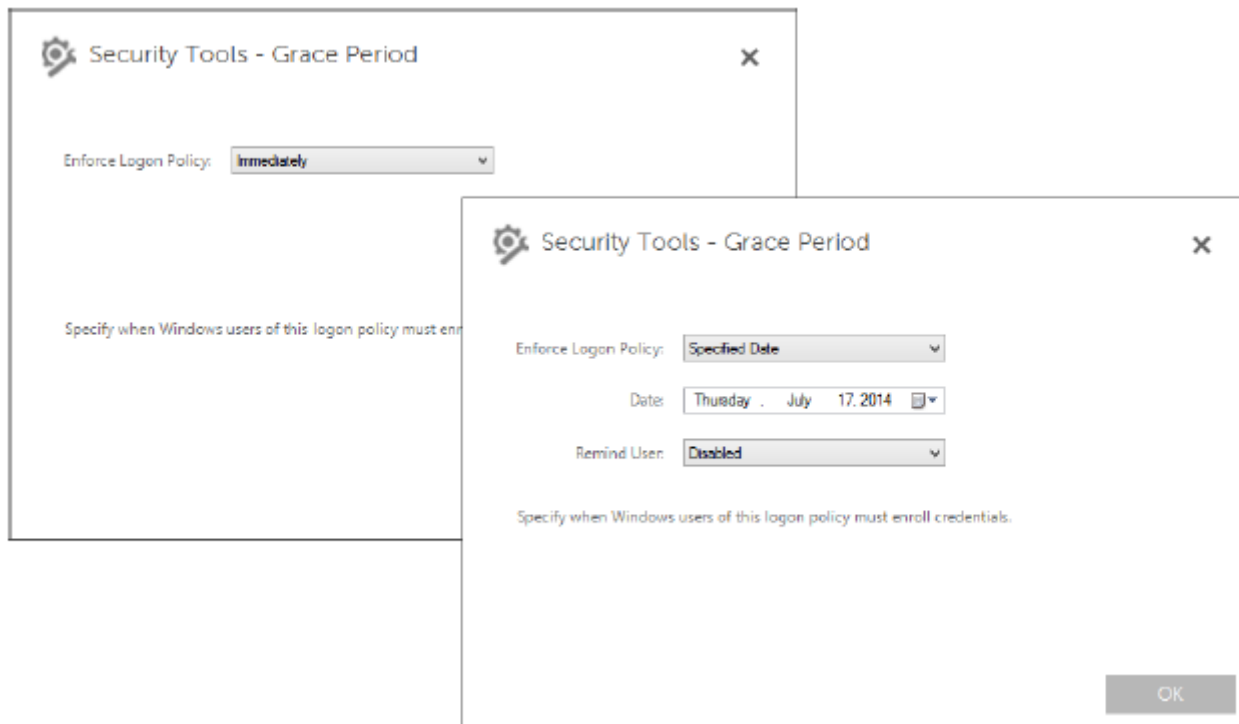 Security Tools - Grace Period
Enforce Logon Policy: Immediately
Specify when Windows users of this logon policy must enr
Security Tools - Grace Period
Enforce Logon Policy: Specified Date
Date: Thursday , July 17, 2014
Remind User: Disabled
Specify when Windows users of this logon policy must enroll credentials.
OK